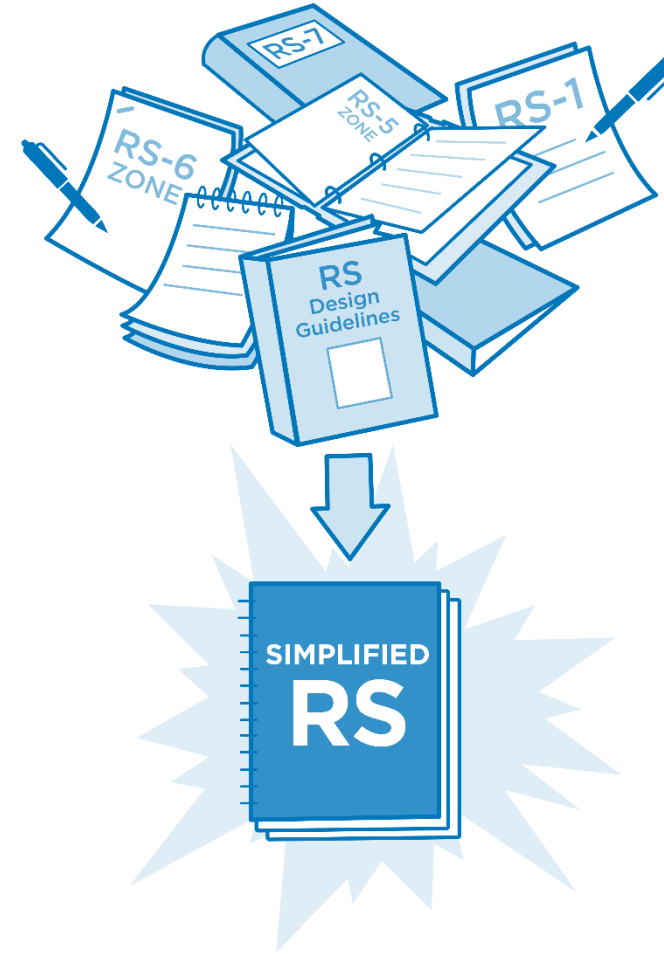 RS-7
RS-5
ZONE
RS-1
RS-6
ZONE
RS
Design
Guidelines
SIMPLIFIED
RS